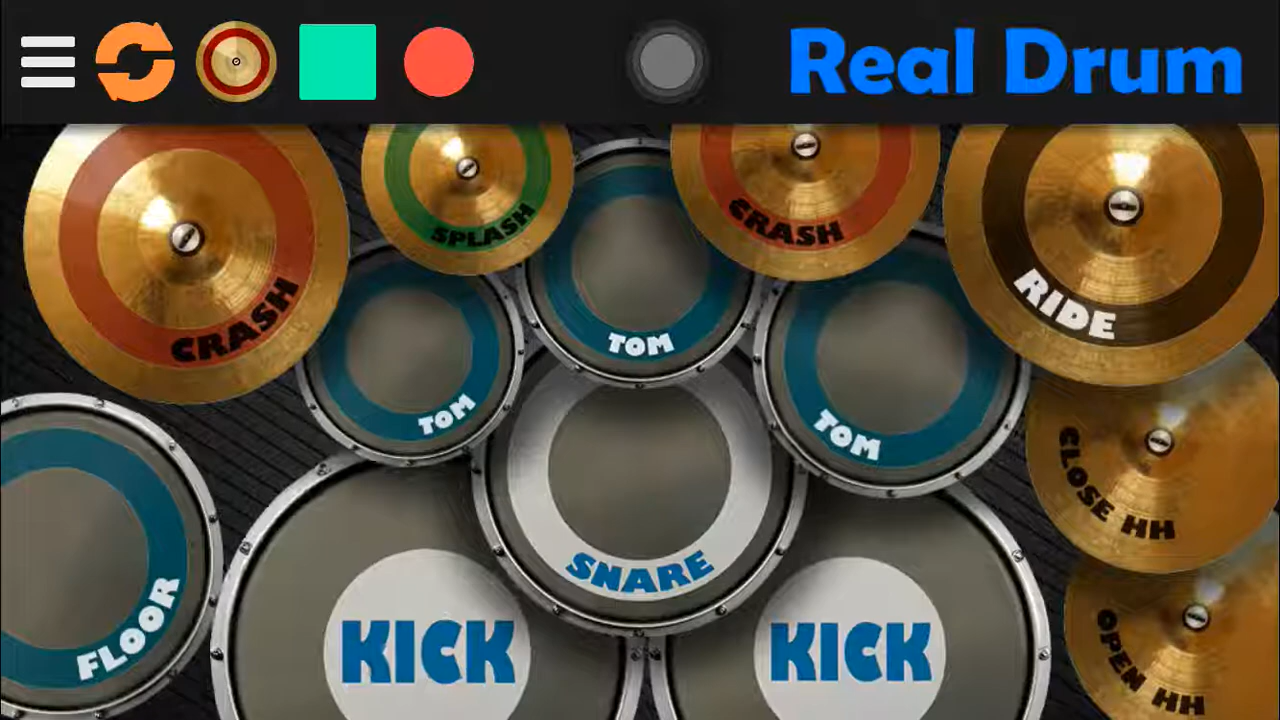 Real Drum
CRASH
SPLASH
CRASH
RIDE
TOM
TOM
TOM
CLOSE HH
SNARE
FLOOR
KICK
KICK
OPEN HH